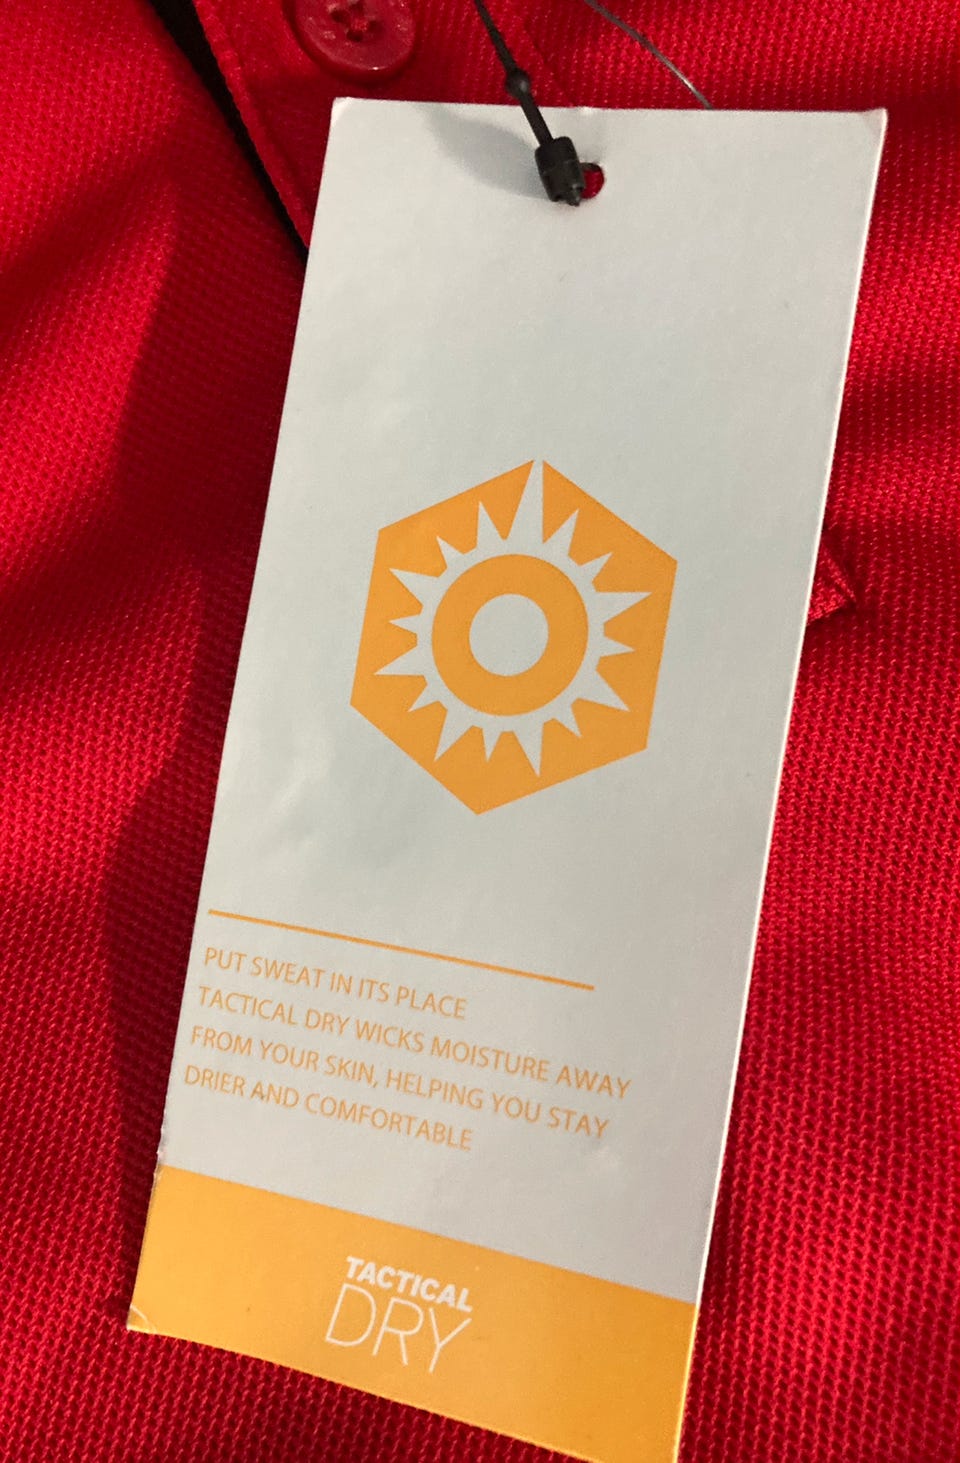 PUT SWEAT IN ITS PLACE
TACTICAL DRY WICKS MOISTURE AWAY
FROM YOUR SKIN, HELPING YOU STAY
DRIER AND COMFORTABLE
TACTICAL
DRY